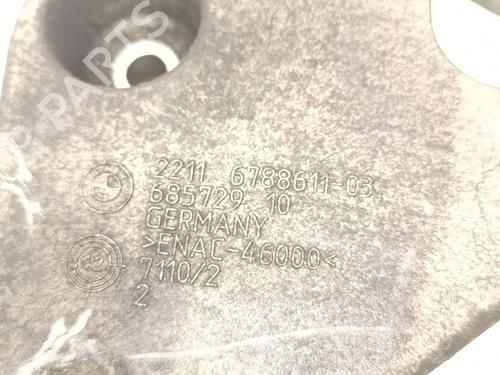 2211 6788611-03
685729 10
GERMANY
>ENAC-46000<
7110/2
2